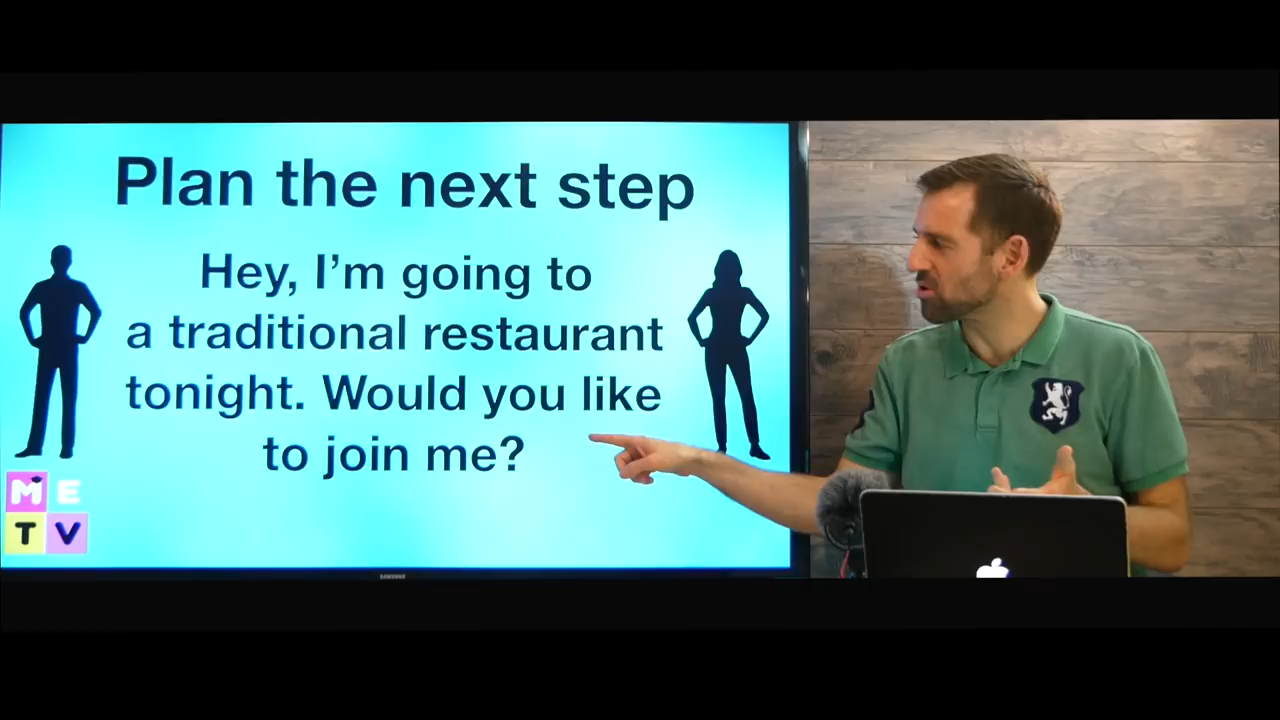 Plan the next step
Hey, I'm going to
a traditional restaurant
tonight. Would you like
to join me?
M E
T V
SAMSUNG